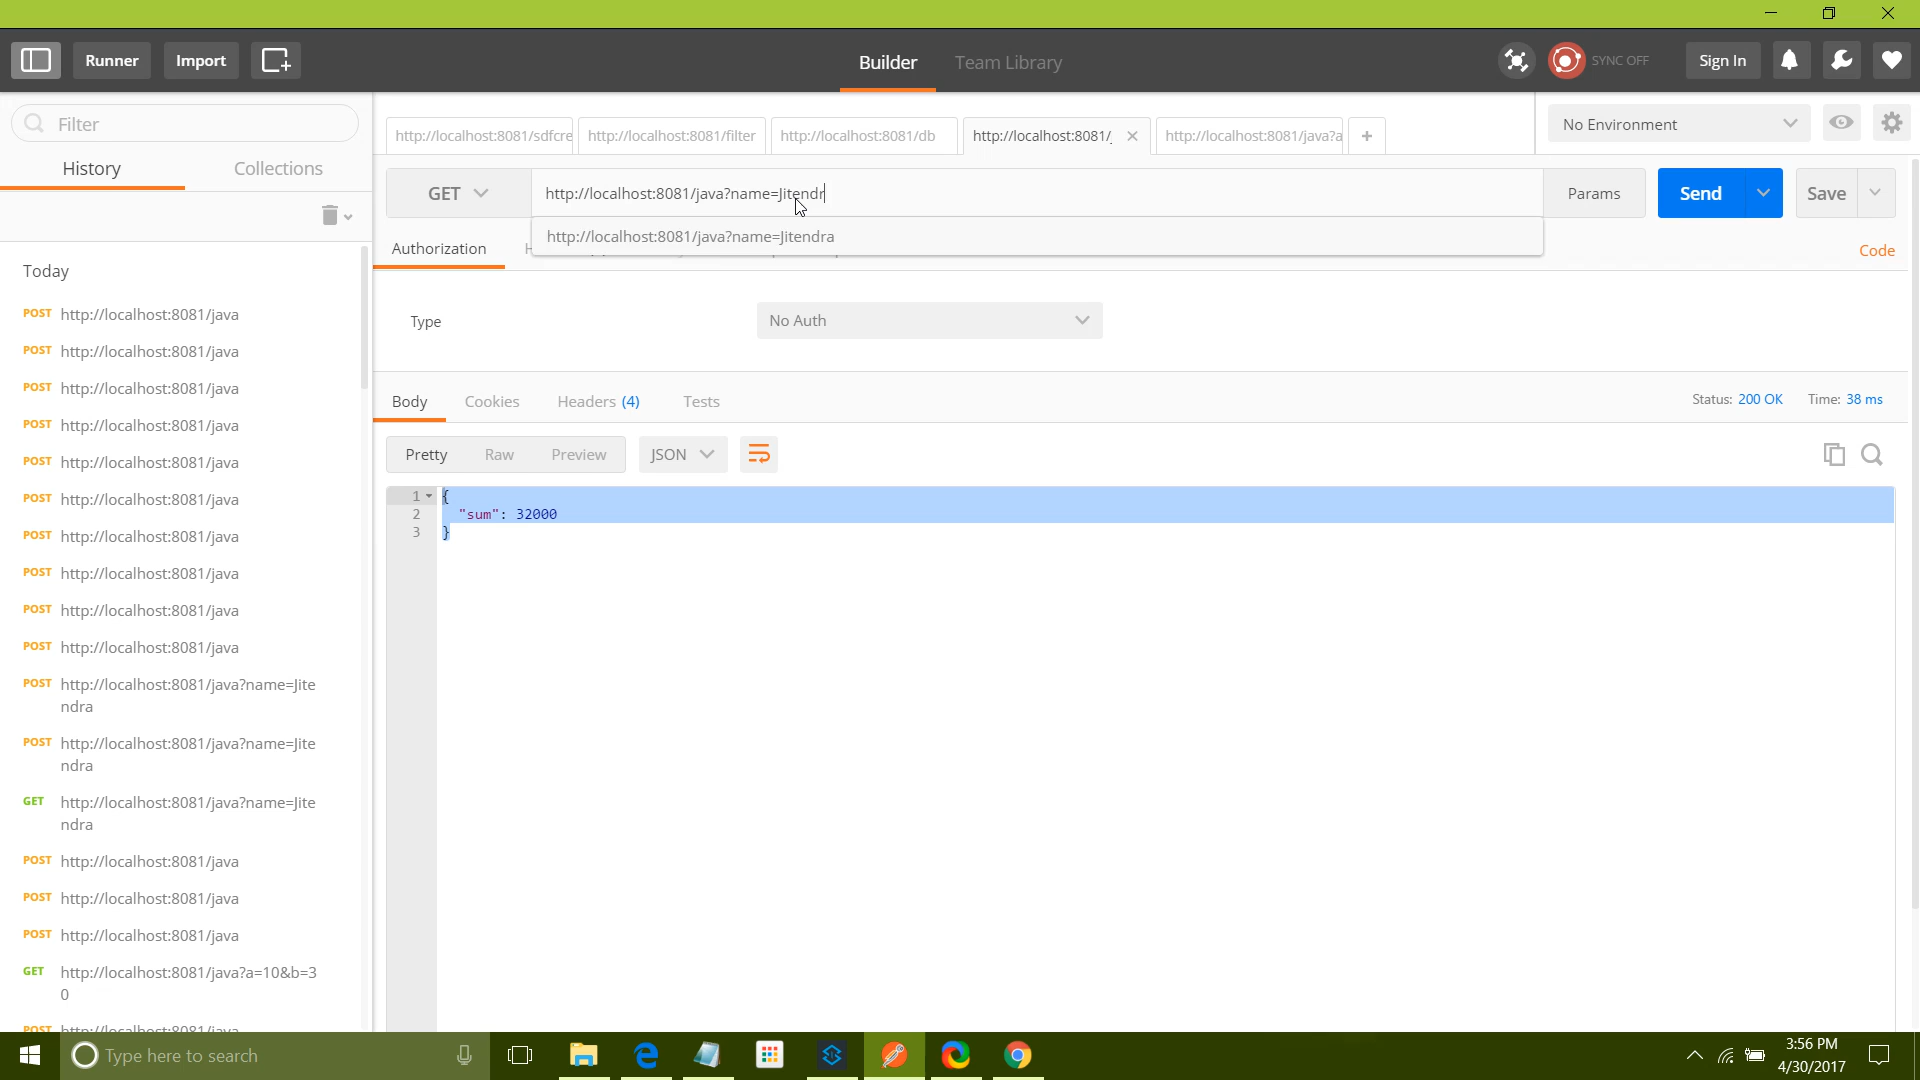 Runner
Import
Builder
Team Library
SYNC OFF
Sign In
Filter
http://localhost:8081/sdfcre
http://localhost:8081/filter
http://localhost:8081/db
http://localhost:8081/j
http://localhost:8081/java?a
+
No Environment
History
Collections
GET
http://localhost:8081/java?name=Jitendr
Params
Send
Save
http://localhost:8081/java?name=Jitendra
Authorization
Code
Today
Type
No Auth
POST http://localhost:8081/java
POST http://localhost:8081/java
POST http://localhost:8081/java
POST http://localhost:8081/java
POST http://localhost:8081/java
POST http://localhost:8081/java
POST http://localhost:8081/java
POST http://localhost:8081/java
POST http://localhost:8081/java
POST http://localhost:8081/java
POST http://localhost:8081/java?name=Jite
ndra
POST http://localhost:8081/java?name=Jite
ndra
GET http://localhost:8081/java?name=Jite
ndra
POST http://localhost:8081/java
POST http://localhost:8081/java
POST http://localhost:8081/java
GET http://localhost:8081/java?a=10&b=3
0
POST http://localhost:8081/java
Body
Cookies
Headers (4)
Tests
Status: 200 OK
Time: 38 ms
Pretty
Raw
Preview
JSON
1 {
2 "sum": 32000
3 }
Type here to search
3:56 PM
4/30/2017